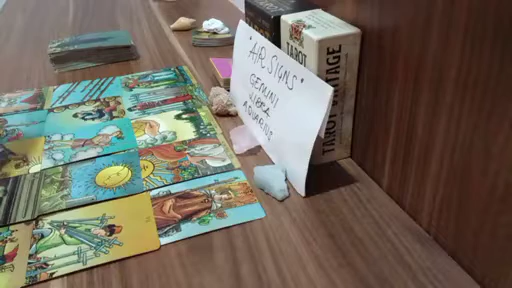 "AIR SIGNS"
GEMINI
LIBRA
AQUARIUS
TAROT
TAROT VINTAGE